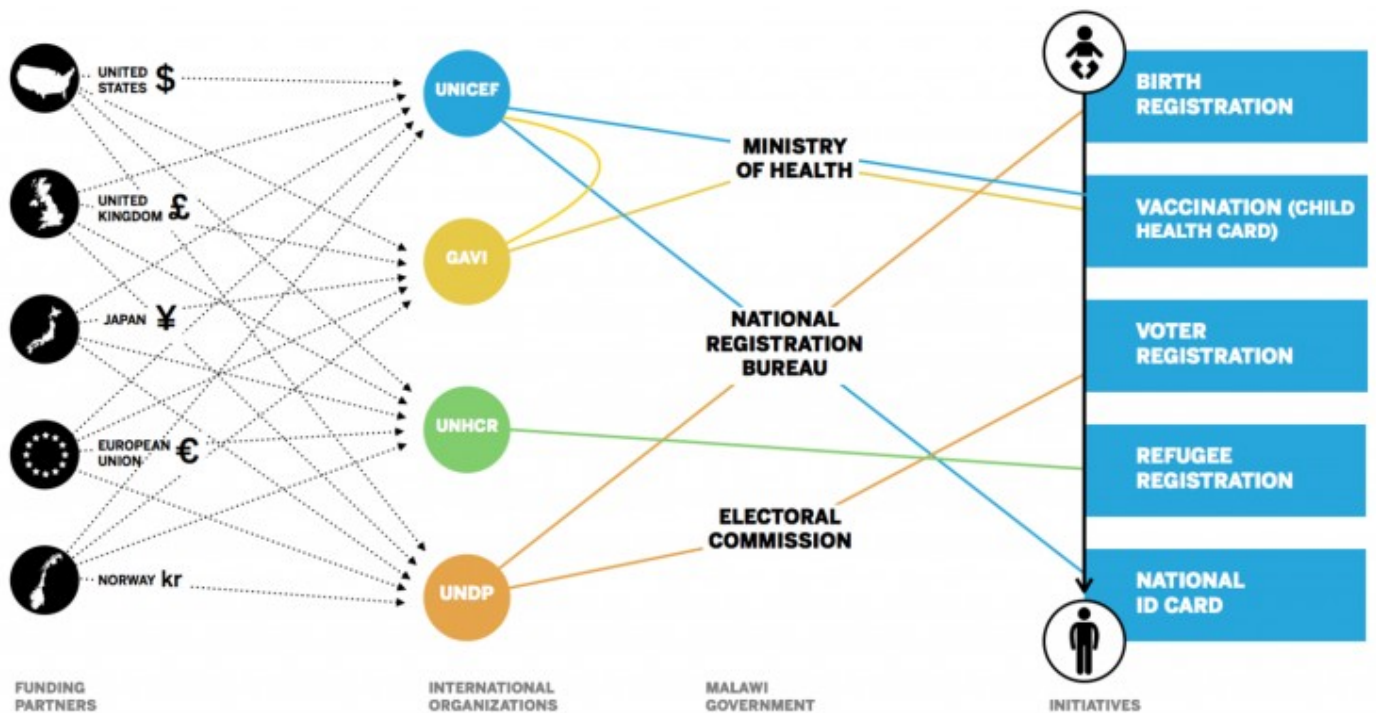 UNITED
STATES $
UNITED
KINGDOM £
JAPAN ¥
EUROPEAN
UNION €
NORWAY kr
FUNDING
PARTNERS
UNICEF
GAVI
UNHCR
UNDP
INTERNATIONAL
ORGANIZATIONS
MINISTRY
OF HEALTH
NATIONAL
REGISTRATION
BUREAU
ELECTORAL
COMMISSION
MALAWI
GOVERNMENT
BIRTH
REGISTRATION
VACCINATION (CHILD
HEALTH CARD)
VOTER
REGISTRATION
REFUGEE
REGISTRATION
NATIONAL
ID CARD
INITIATIVES